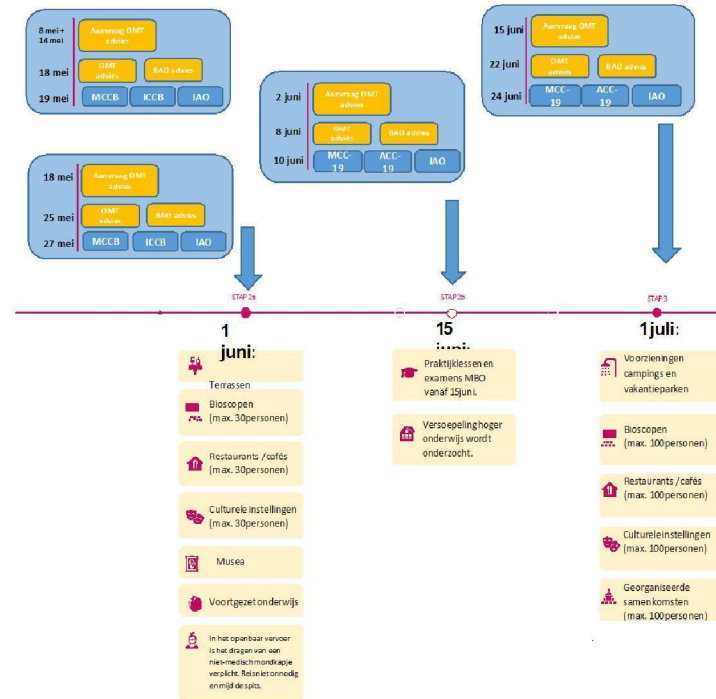 8 mei +
14 mei
Aanvraag OMT
advies
18 mei
OMT
advies
BAO advies
19 mei
MCCB
ICCB
IAO
18 mei
Aanvraag OMT
advies
25 mei
OMT
advies
BAO advies
27 mei
MCCB
ICCB
IAO
2 juni
Aanvraag OMT
advies
8 juni
OMT
advies
BAO advies
10 juni
MCC-
19
ACC-
19
IAO
15 juni
Aanvraag OMT
advies
22 juni
OMT
advies
BAO advies
24 juni
MCC-
19
ACC-
19
IAO
STAP 2a
1
juni:
Terrassen
Bioscopen
(max. 30 personen)
Restaurants / cafés
(max. 30 personen)
Culturele instellingen
(max. 30 personen)
Musea
Voortgezet onderwijs
In het openbaar vervoer
is het dragen van een
niet-medisch mondkapje
verplicht. Reis niet onnodig
en mijd de spits.
STAP 2b
15
juni:
Praktijklessen en
examens MBO
vanaf 15 juni.
Versoepeling hoger
onderwijs wordt
onderzocht.
STAP 3
1 juli:
Voorzieningen
campings en
vakantieparken
Bioscopen
(max. 100 personen)
Restaurants / cafés
(max. 100 personen)
Culturele instellingen
(max. 100 personen)
Georganiseerde
samenkomsten
(max. 100 personen)